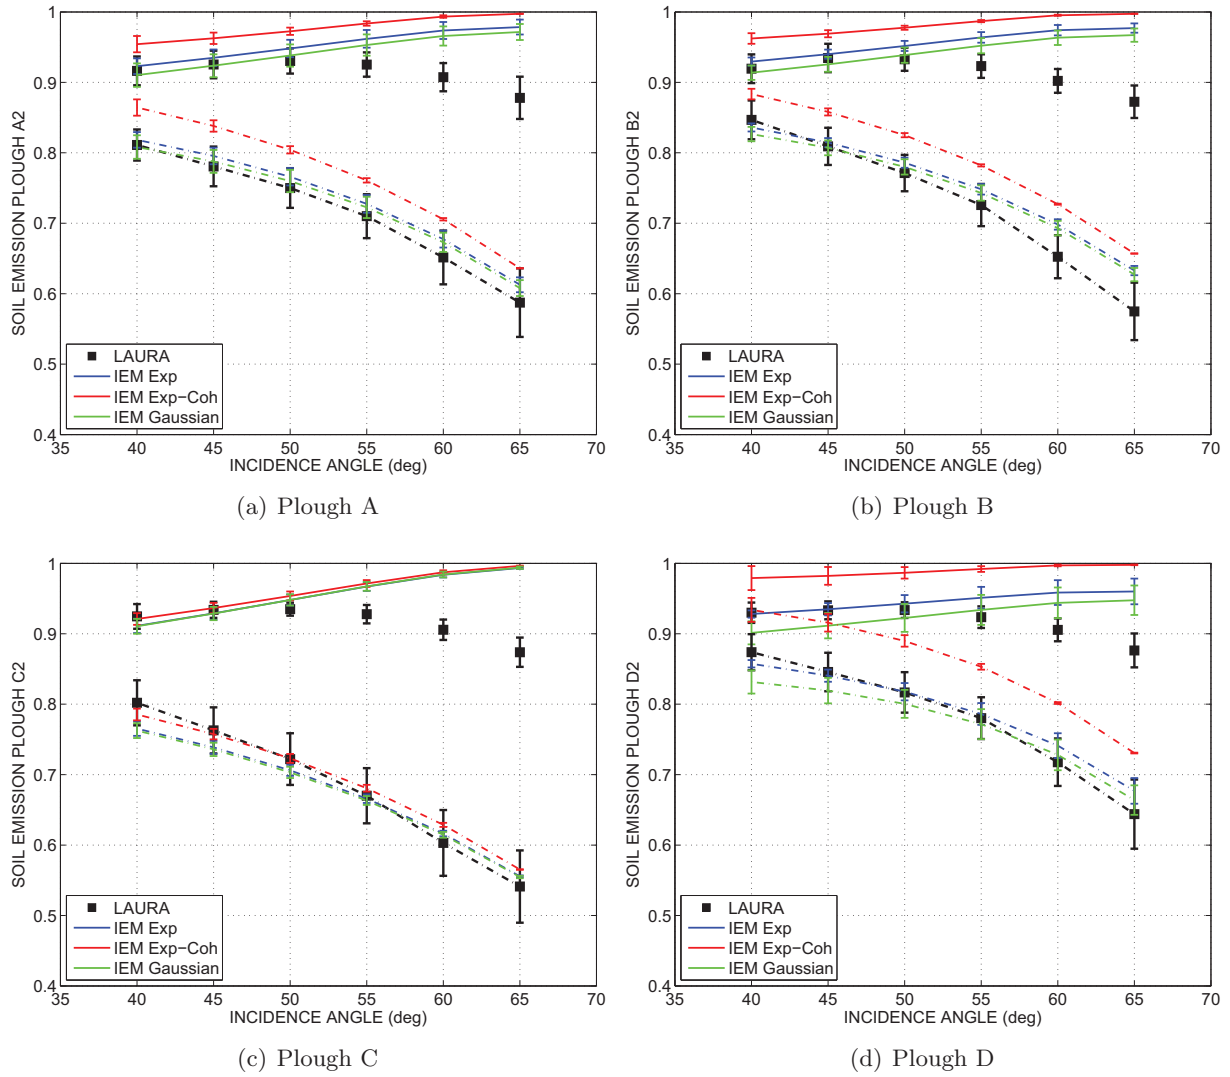 1
0.9
0.8
0.7
0.6
0.5
0.4
SOIL EMISSION PLOUGH A2
LAURA
IEM Exp
IEM Exp−Coh
IEM Gaussian
35 40 45 50 55 60 65 70
INCIDENCE ANGLE (deg)
(a) Plough A
1
0.9
0.8
0.7
0.6
0.5
0.4
SOIL EMISSION PLOUGH B2
LAURA
IEM Exp
IEM Exp−Coh
IEM Gaussian
35 40 45 50 55 60 65 70
INCIDENCE ANGLE (deg)
(b) Plough B
1
0.9
0.8
0.7
0.6
0.5
0.4
SOIL EMISSION PLOUGH C2
LAURA
IEM Exp
IEM Exp−Coh
IEM Gaussian
35 40 45 50 55 60 65 70
INCIDENCE ANGLE (deg)
(c) Plough C
1
0.9
0.8
0.7
0.6
0.5
0.4
SOIL EMISSION PLOUGH D2
LAURA
IEM Exp
IEM Exp−Coh
IEM Gaussian
35 40 45 50 55 60 65 70
INCIDENCE ANGLE (deg)
(d) Plough D